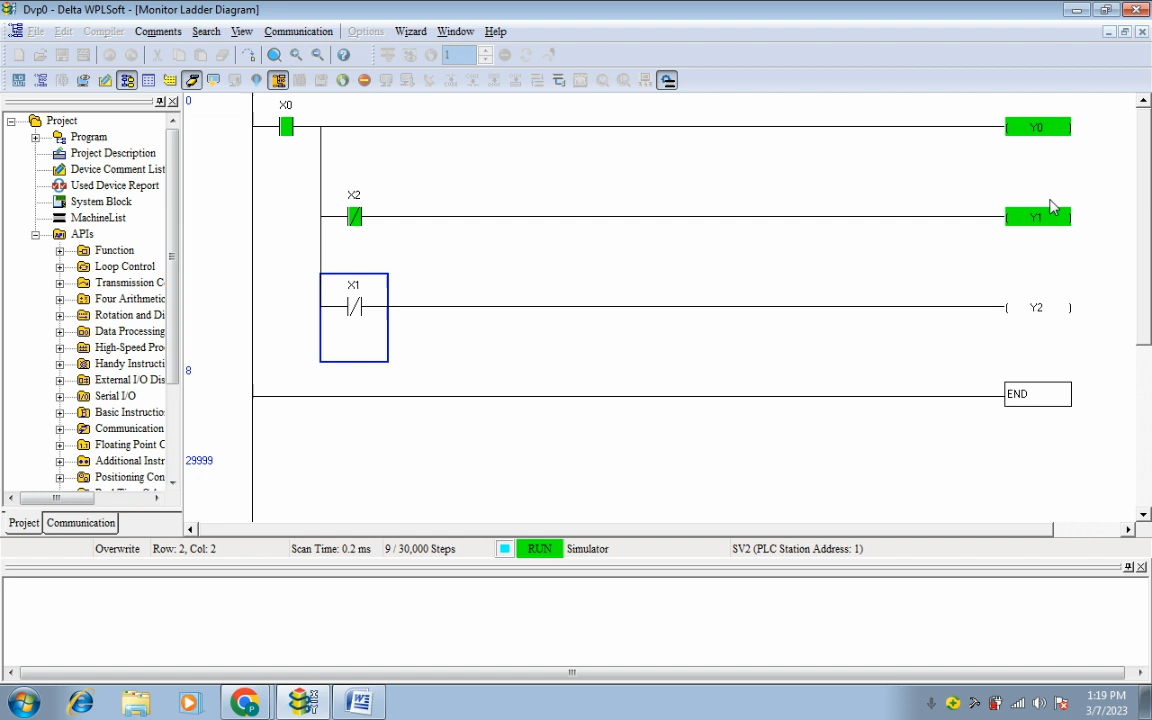 Dvp0 - Delta WPLSoft - [Monitor Ladder Diagram]
File Edit Compiler Comments Search View Communication Options Wizard Window Help
1
Project
Program
Project Description
Device Comment List
Used Device Report
System Block
MachineList
APIs
Function
Loop Control
Transmission C
Four Arithmetic
Rotation and Di
Data Processing
High-Speed Pro
Handy Instructi
External I/O Dis
Serial I/O
Basic Instructio
Communication
Floating Point C
Additional Instr
Positioning Con
Project Communication
0
X0
Y0
X2
Y1
X1
Y2
8
END
29999
Overwrite Row: 2, Col: 2 Scan Time: 0.2 ms 9 / 30,000 Steps RUN Simulator SV2 (PLC Station Address: 1)
1:19 PM
3/7/2023